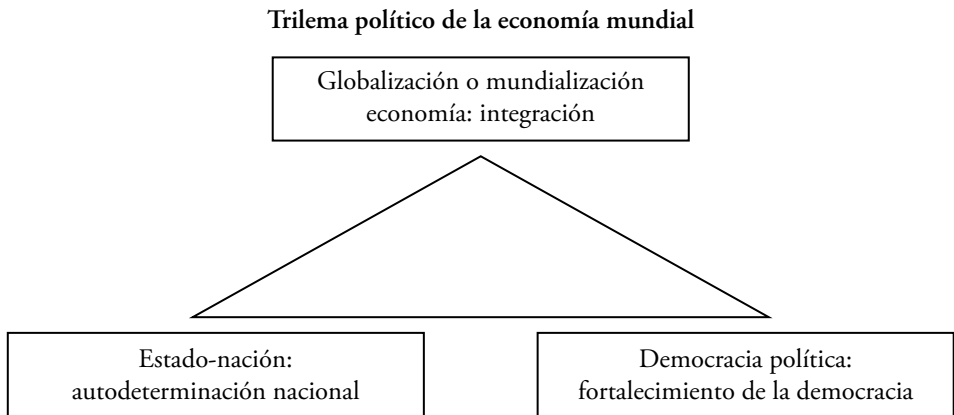 Trilema político de la economía mundial
Globalización o mundialización
economía: integración
Estado-nación:
autodeterminación nacional
Democracia política:
fortalecimiento de la democracia